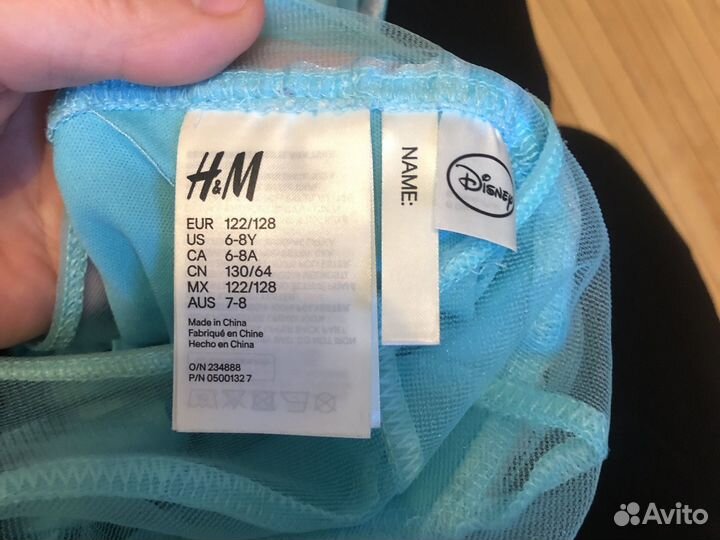 H&M
EUR 122/128
US 6-8Y
CA 6-8A
CN 130/64
MX 122/128
AUS 7-8
Made in China
Fabriqué en Chine
Hecho en China
O/N 234888
P/N 0500132 7
NAME:
DISNEY
Avito